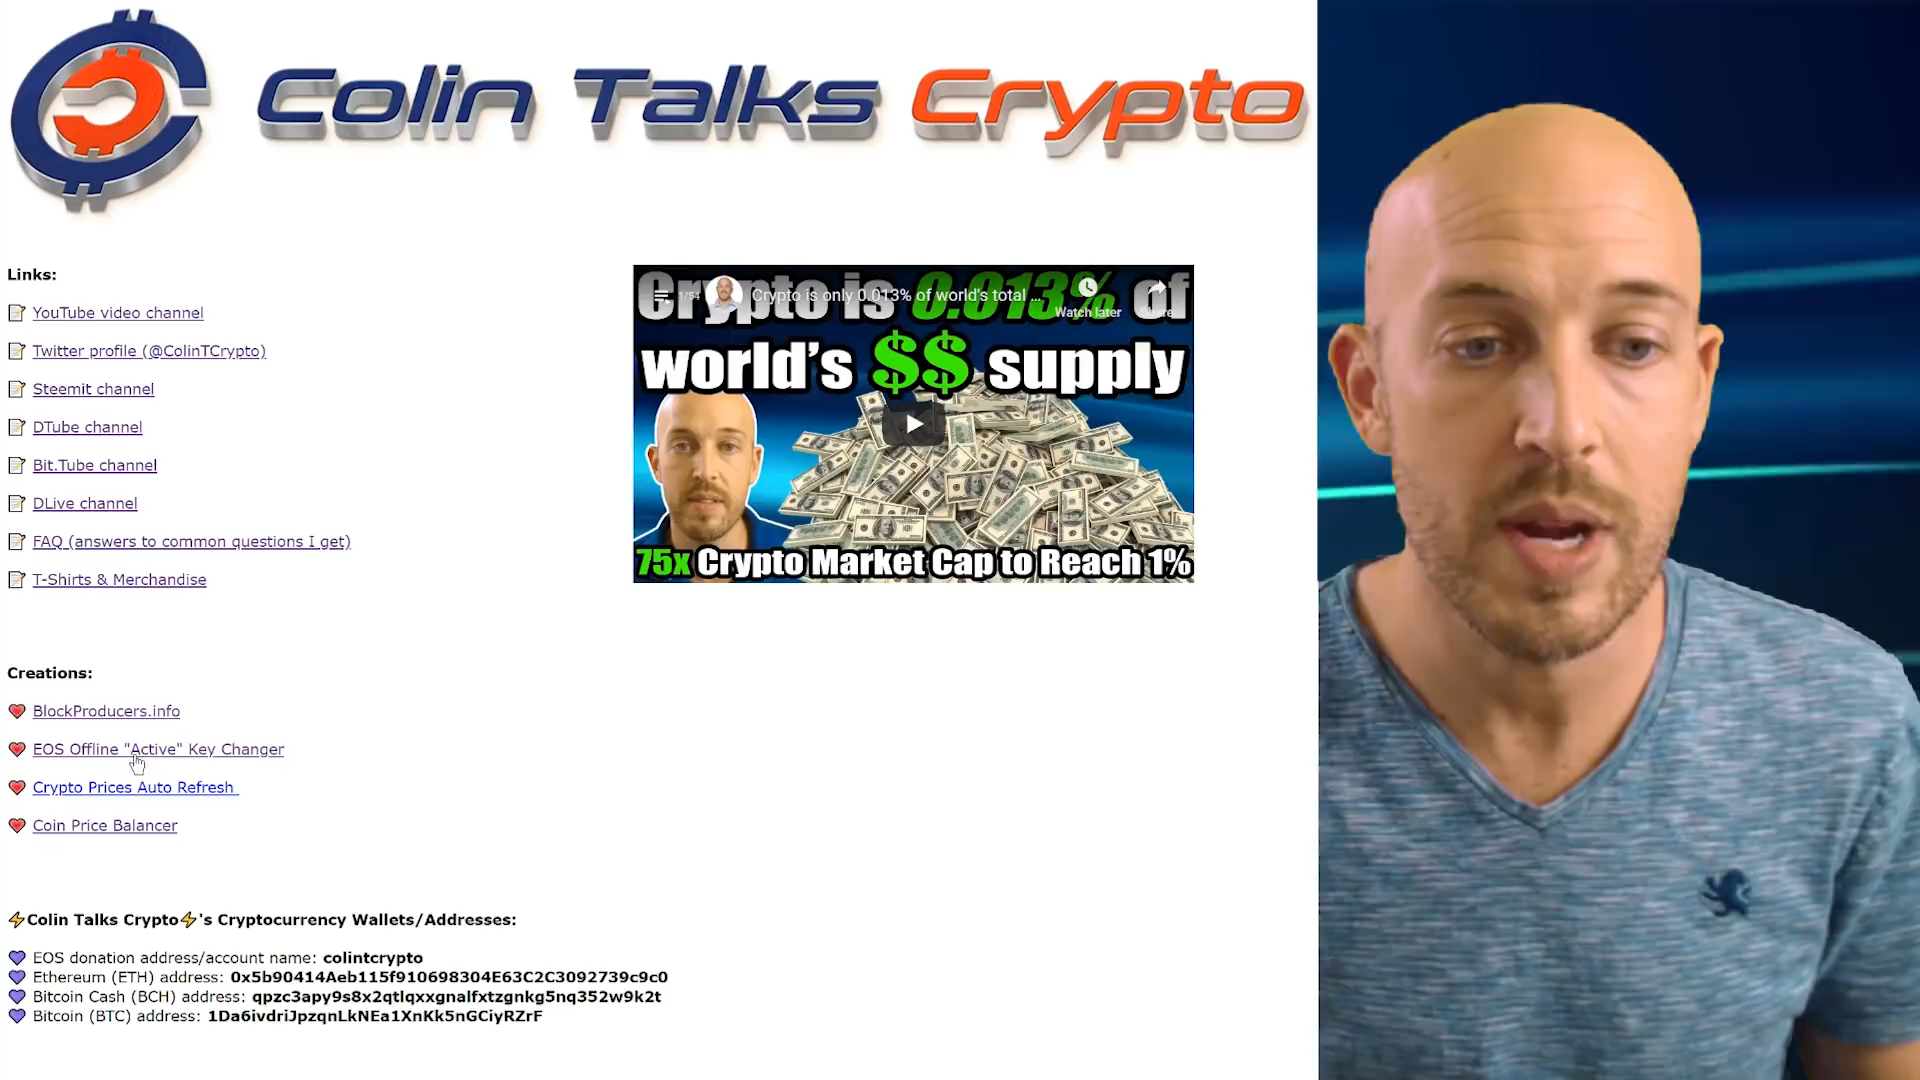 Colin Talks Crypto
Links:
YouTube video channel
Twitter profile (@ColinTCrypto)
Steemit channel
DTube channel
Bit.Tube channel
DLive channel
FAQ (answers to common questions I get)
T-Shirts & Merchandise
Crypto is 0.013% of
1/54 Crypto is only 0.013% of world's total ...
Watch later
Share
world's $$ supply
75x Crypto Market Cap to Reach 1%
Creations:
BlockProducers.info
EOS Offline "Active" Key Changer
Crypto Prices Auto Refresh
Coin Price Balancer
⚡Colin Talks Crypto⚡'s Cryptocurrency Wallets/Addresses:
EOS donation address/account name: colintcrypto
Ethereum (ETH) address: 0x5b90414Aeb115f910698304E63C2C3092739c9c0
Bitcoin Cash (BCH) address: qpzc3apy9s8x2qtlqxxgnalfxtzgnkg5nq352w9k2t
Bitcoin (BTC) address: 1Da6ivdriJpzqnLkNEa1XnKk5nGCiyRZrF